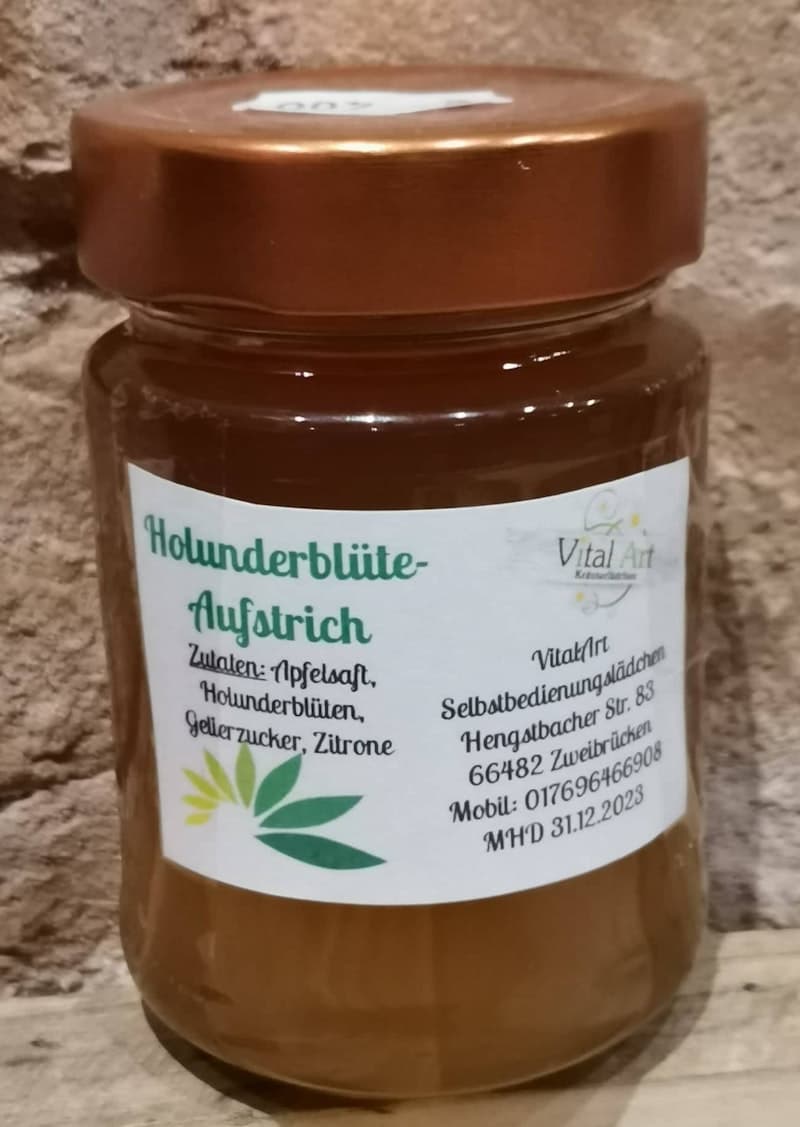 Holunderblüte-
Aufstrich
Zutaten: Apfelsaft,
Holunderblüten,
Gelierzucker, Zitrone
Vital Art
Kräuterlädchen
VitalArt
Selbstbedienungslädchen
Hengstbacher Str. 83
66482 Zweibrücken
Mobil: 017696466908
MHD 31.12.2023